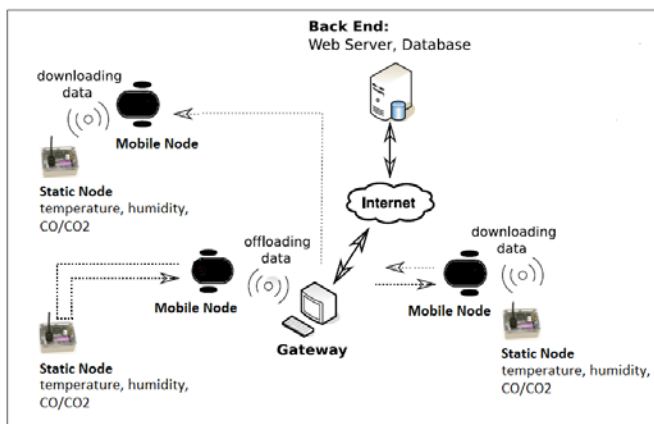 Back End:
Web Server, Database
downloading
data
Mobile Node
Static Node
temperature, humidity,
CO/CO2
Internet
offloading
data
Mobile Node
Gateway
downloading
data
Mobile Node
Static Node
temperature, humidity,
CO/CO2
Static Node
temperature, humidity,
CO/CO2